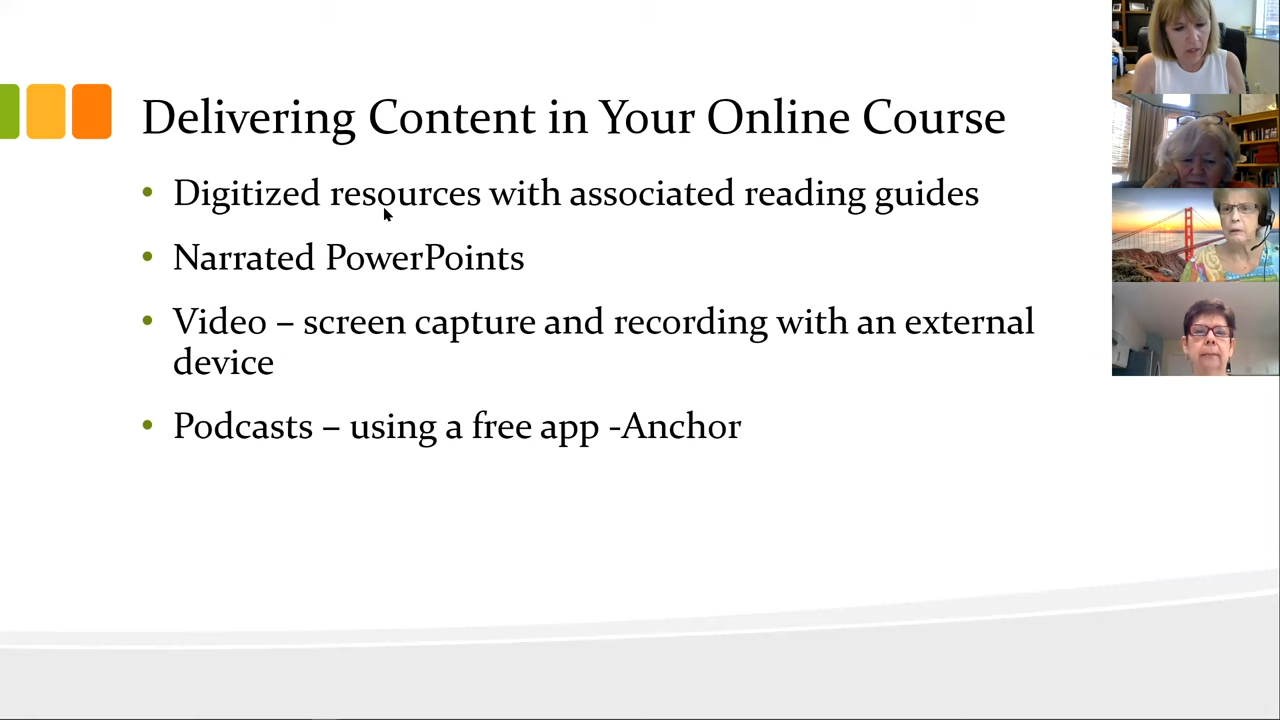 Delivering Content in Your Online Course
• Digitized resources with associated reading guides
• Narrated PowerPoints
• Video – screen capture and recording with an external
device
• Podcasts – using a free app -Anchor